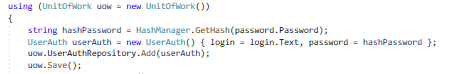 using (UnitOfWork uow = new UnitOfWork())
{
string hashPassword = HashManager.GetHash(password.Password);
UserAuth userAuth = new UserAuth() { login = login.Text, password = hashPassword };
uow.UserAuthRepository.Add(userAuth);
uow.Save();